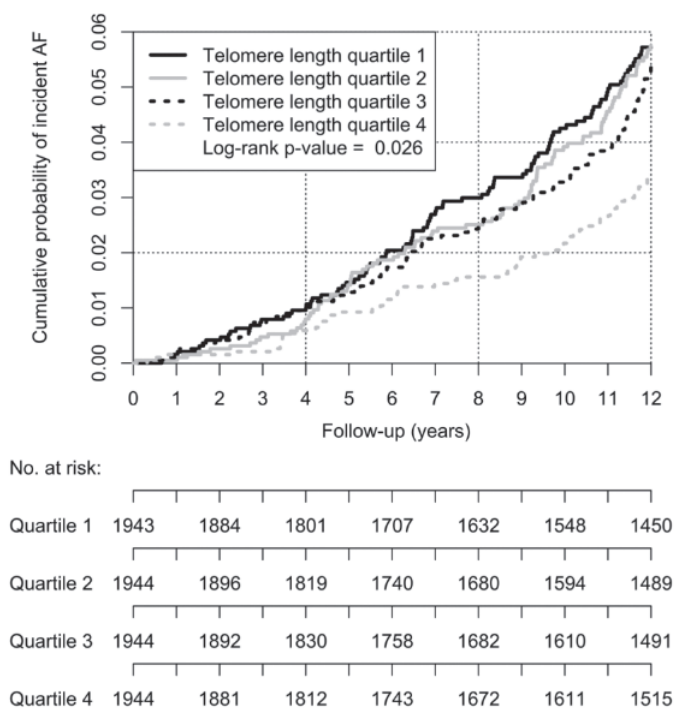 Cumulative probability of incident AF
0.06
0.05
0.04
0.03
0.02
0.01
0.00
Telomere length quartile 1
Telomere length quartile 2
Telomere length quartile 3
Telomere length quartile 4
Log-rank p-value = 0.026
0 1 2 3 4 5 6 7 8 9 10 11 12
Follow-up (years)
No. at risk:
Quartile 1 1943 1884 1801 1707 1632 1548 1450
Quartile 2 1944 1896 1819 1740 1680 1594 1489
Quartile 3 1944 1892 1830 1758 1682 1610 1491
Quartile 4 1944 1881 1812 1743 1672 1611 1515